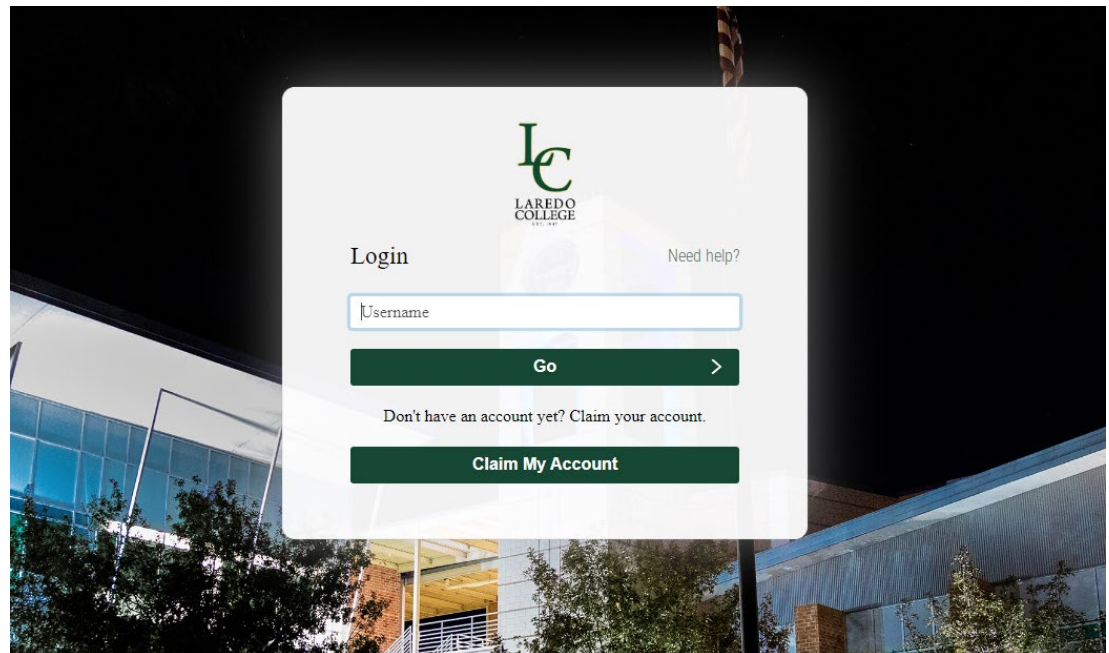 LC
LAREDO
COLLEGE
Login
Need help?
Username
Go
Don't have an account yet? Claim your account.
Claim My Account